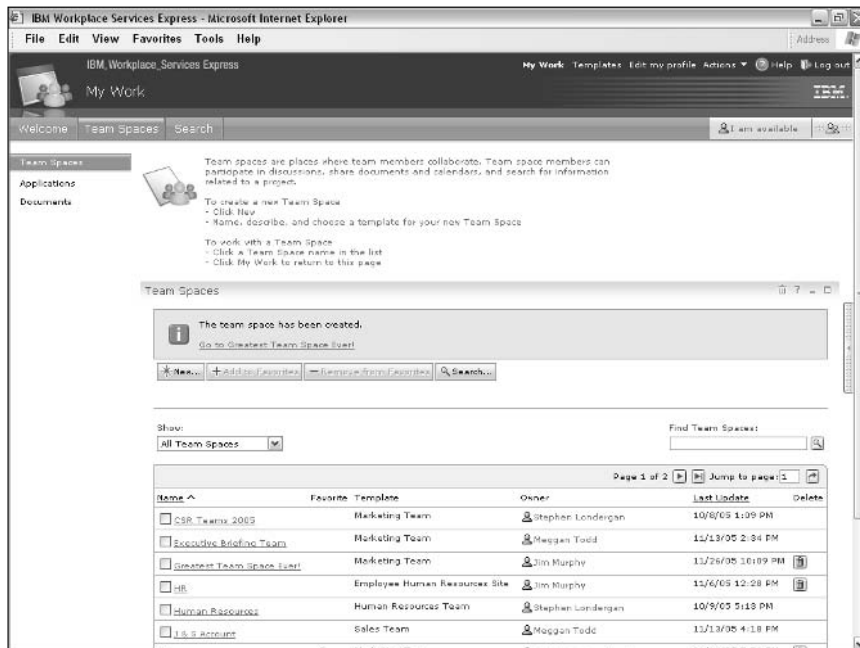 IBM Workplace Services Express - Microsoft Internet Explorer
File Edit View Favorites Tools Help
Address
IBM, Workplace_Services Express
My Work Templates Edit my profile Actions Help Log out
My Work
IBM.
Welcome Team Spaces Search
I am available
Team Spaces
Applications
Documents
Team spaces are places where team members collaborate. Team space members can
participate in discussions, share documents and calendars, and search for information
related to a project.
To create a new Team Space
- Click New
- Name, describe, and choose a template for your new Team Space
To work with a Team Space
- Click a Team Space name in the list
- Click My Work to return to this page
Team Spaces
The team space has been created.
Go to Greatest Team Space Ever!
New... Add to Favorites Remove from Favorites Search...
Show:
Find Team Spaces:
All Team Spaces
Page 1 of 2 Jump to page: 1
Name Favorite Template Owner Last Update Delete
CSR Teams 2005 Marketing Team Stephen Londergan 10/8/05 1:09 PM
Executive Briefing Team Marketing Team Meggan Todd 11/13/05 2:34 PM
Greatest Team Space Ever! Marketing Team Jim Murphy 11/26/05 10:09 PM
HR Employee Human Resources Site Jim Murphy 11/6/05 12:28 PM
Human Resources Human Resources Team Stephen Londergan 10/9/05 5:18 PM
J & S Account Sales Team Meggan Todd 11/13/05 4:18 PM